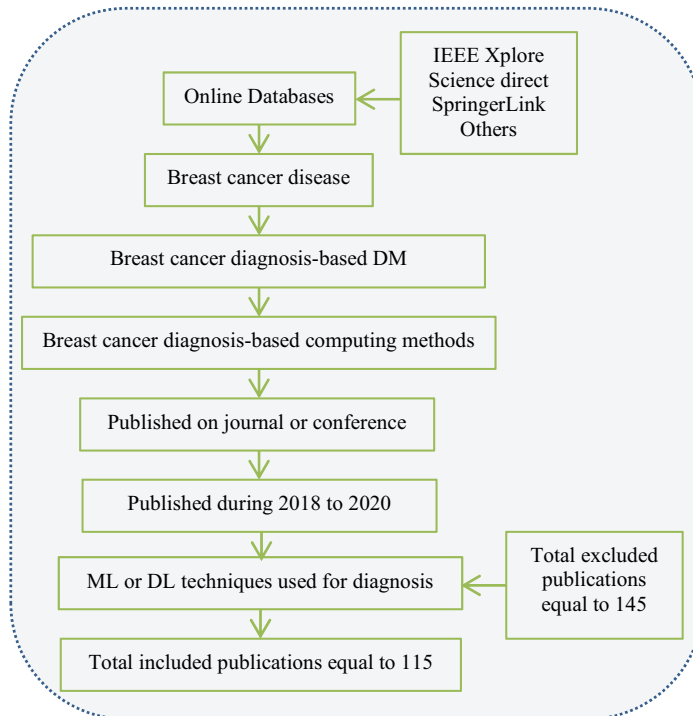 IEEE Xplore
Science direct
SpringerLink
Others
Online Databases
Breast cancer disease
Breast cancer diagnosis-based DM
Breast cancer diagnosis-based computing methods
Published on journal or conference
Published during 2018 to 2020
ML or DL techniques used for diagnosis
Total excluded
publications
equal to 145
Total included publications equal to 115